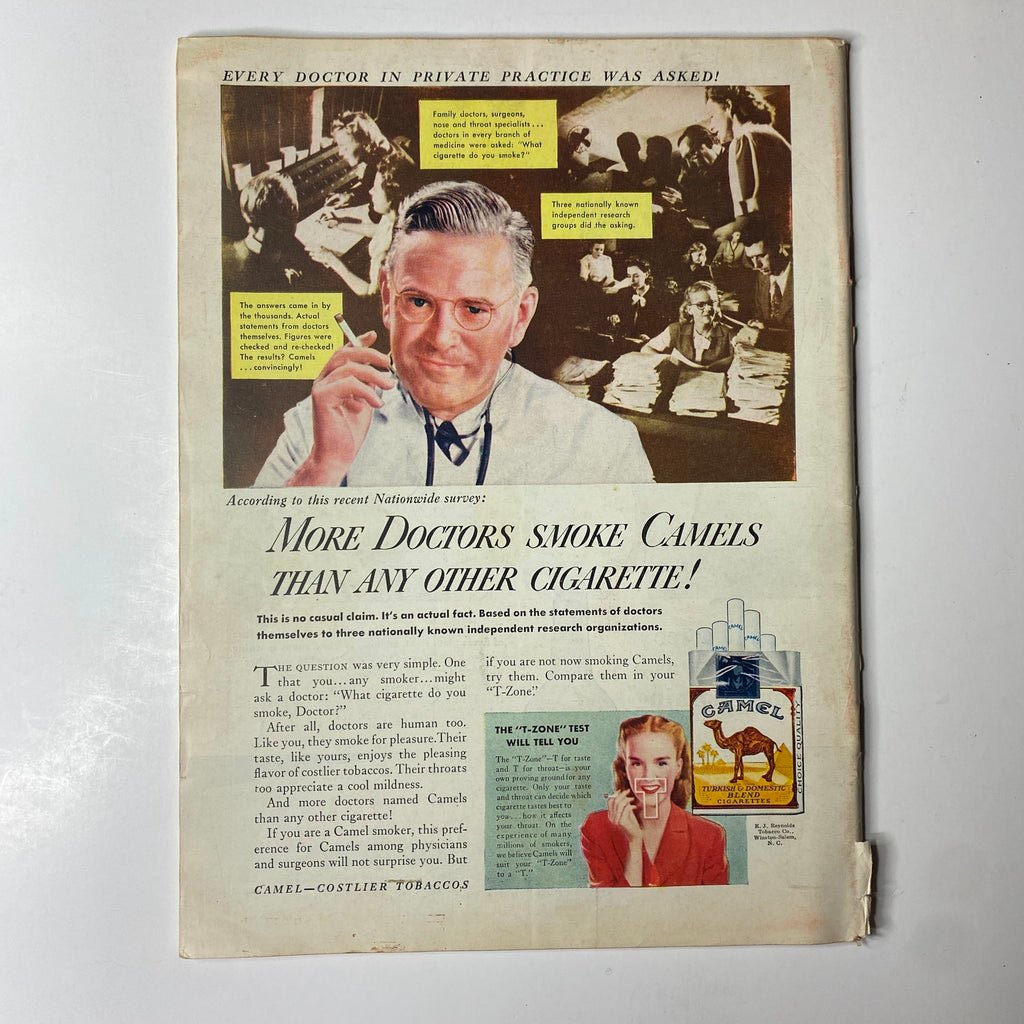 EVERY DOCTOR IN PRIVATE PRACTICE WAS ASKED!
Family doctors, surgeons,
nose and throat specialists...
doctors in every branch of
medicine were asked: "What
cigarette do you smoke?"
Three nationally known
independent research
groups did the asking.
The answers came in by
the thousands. Actual
statements from doctors
themselves. Figures were
checked and re-checked!
The results? Camels
...convincingly!
According to this recent Nationwide survey:
MORE DOCTORS SMOKE CAMELS
THAN ANY OTHER CIGARETTE!
This is no casual claim. It's an actual fact. Based on the statements of doctors
themselves to three nationally known independent research organizations.
THE QUESTION was very simple. One
that you...any smoker...might
ask a doctor: "What cigarette do you
smoke, Doctor?"
After all, doctors are human too.
Like you, they smoke for pleasure. Their
taste, like yours, enjoys the pleasing
flavor of costlier tobaccos. Their throats
too appreciate a cool mildness.
And more doctors named Camels
than any other cigarette!
If you are a Camel smoker, this pref-
erence for Camels among physicians
and surgeons will not surprise you. But
if you are not now smoking Camels,
try them. Compare them in your
"T-Zone."
CAMEL—COSTLIER TOBACCOS
THE "T-ZONE" TEST
WILL TELL YOU
The "T-Zone"—T for taste
and T for throat—is your
own proving ground for any
cigarette. Only your taste
and throat can decide which
cigarette tastes best to
you...how it affects
your throat. On the
experience of many
millions of smokers,
we believe Camels will
suit your "T-Zone"
to a "T."
CAMEL
CAMEL
CAMEL
CAMEL
CAMEL
TURKISH & DOMESTIC
BLEND
CIGARETTES
CHOICE QUALITY
R. J. Reynolds
Tobacco Co.,
Winston-Salem,
N. C.